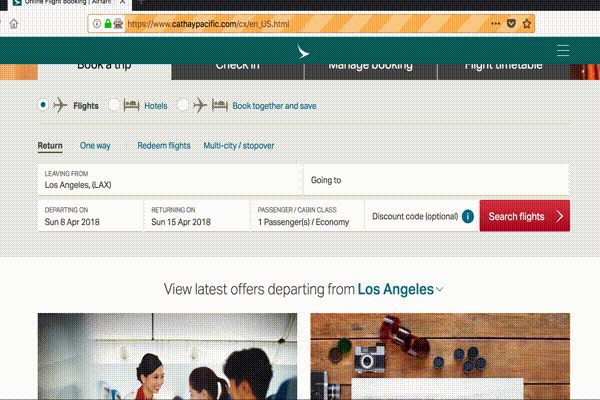 Online Flight Booking | Airfare
https://www.cathaypacific.com/cx/en_US.html
Book a trip
Check in
Manage booking
Flight timetable
Flights
Hotels
Book together and save
Return
One way
Redeem flights
Multi-city / stopover
LEAVING FROM
Los Angeles, (LAX)
Going to
DEPARTING ON
Sun 8 Apr 2018
RETURNING ON
Sun 15 Apr 2018
PASSENGER / CABIN CLASS
1 Passenger(s) / Economy
Discount code (optional)
Search flights
View latest offers departing from Los Angeles